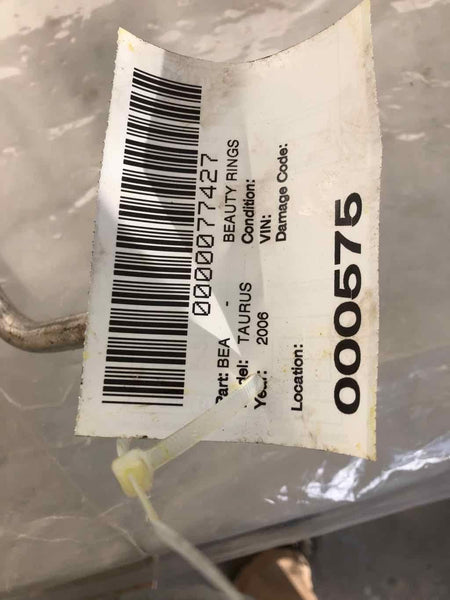 0000077427
Part: BEA - BEAUTY RINGS
del: TAURUS Condition:
Year: 2006 VIN:
Damage Code:
Location:
000575